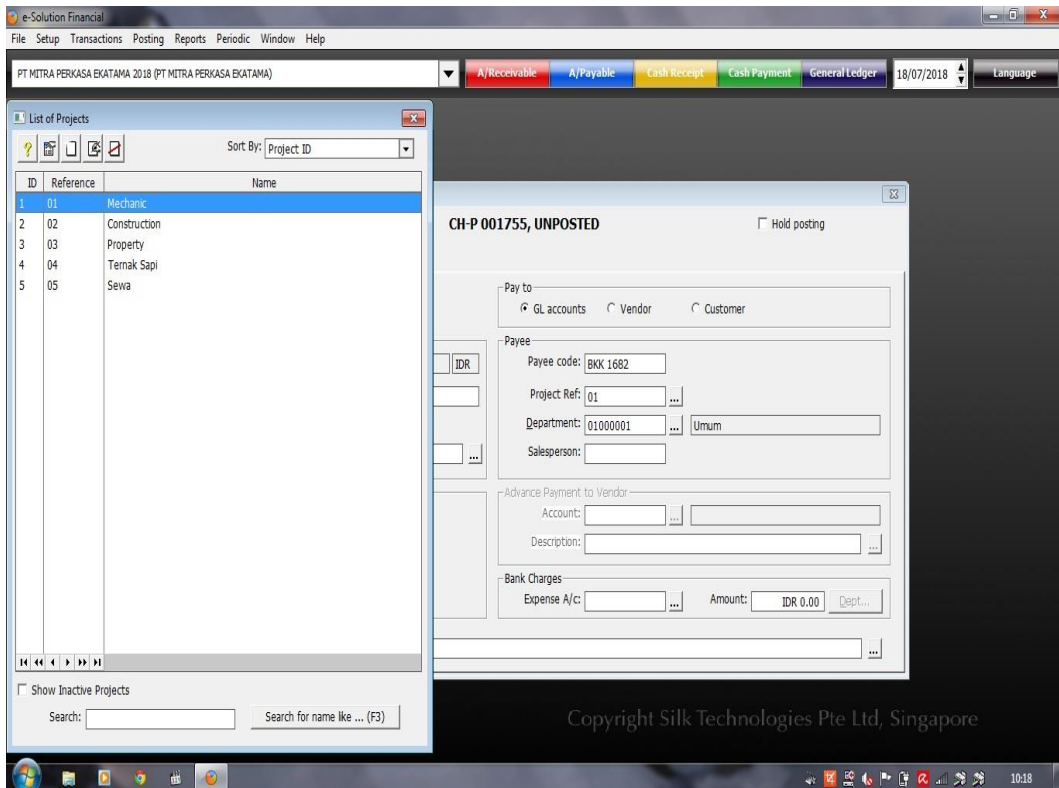 e-Solution Financial
File Setup Transactions Posting Reports Periodic Window Help
PT MITRA PERKASA EKATAMA 2018 (PT MITRA PERKASA EKATAMA)
A/Receivable A/Payable Cash Receipt Cash Payment General Ledger 18/07/2018 Language
List of Projects
Sort By: Project ID
ID Reference Name
1 01 Mechanic
2 02 Construction
3 03 Property
4 04 Ternak Sapi
5 05 Sewa
Show Inactive Projects
Search: Search for name like ... (F3)
CH-P 001755, UNPOSTED Hold posting
Pay to
GL accounts Vendor Customer
Payee
IDR
Payee code: BKK 1682
Project Ref: 01 ...
Department: 01000001 ... Umum
... Salesperson:
Advance Payment to Vendor
Account: ...
Description: ...
Bank Charges
Expense A/c: ... Amount: IDR 0.00 Dept...
...
Copyright Silk Technologies Pte Ltd, Singapore
10:18